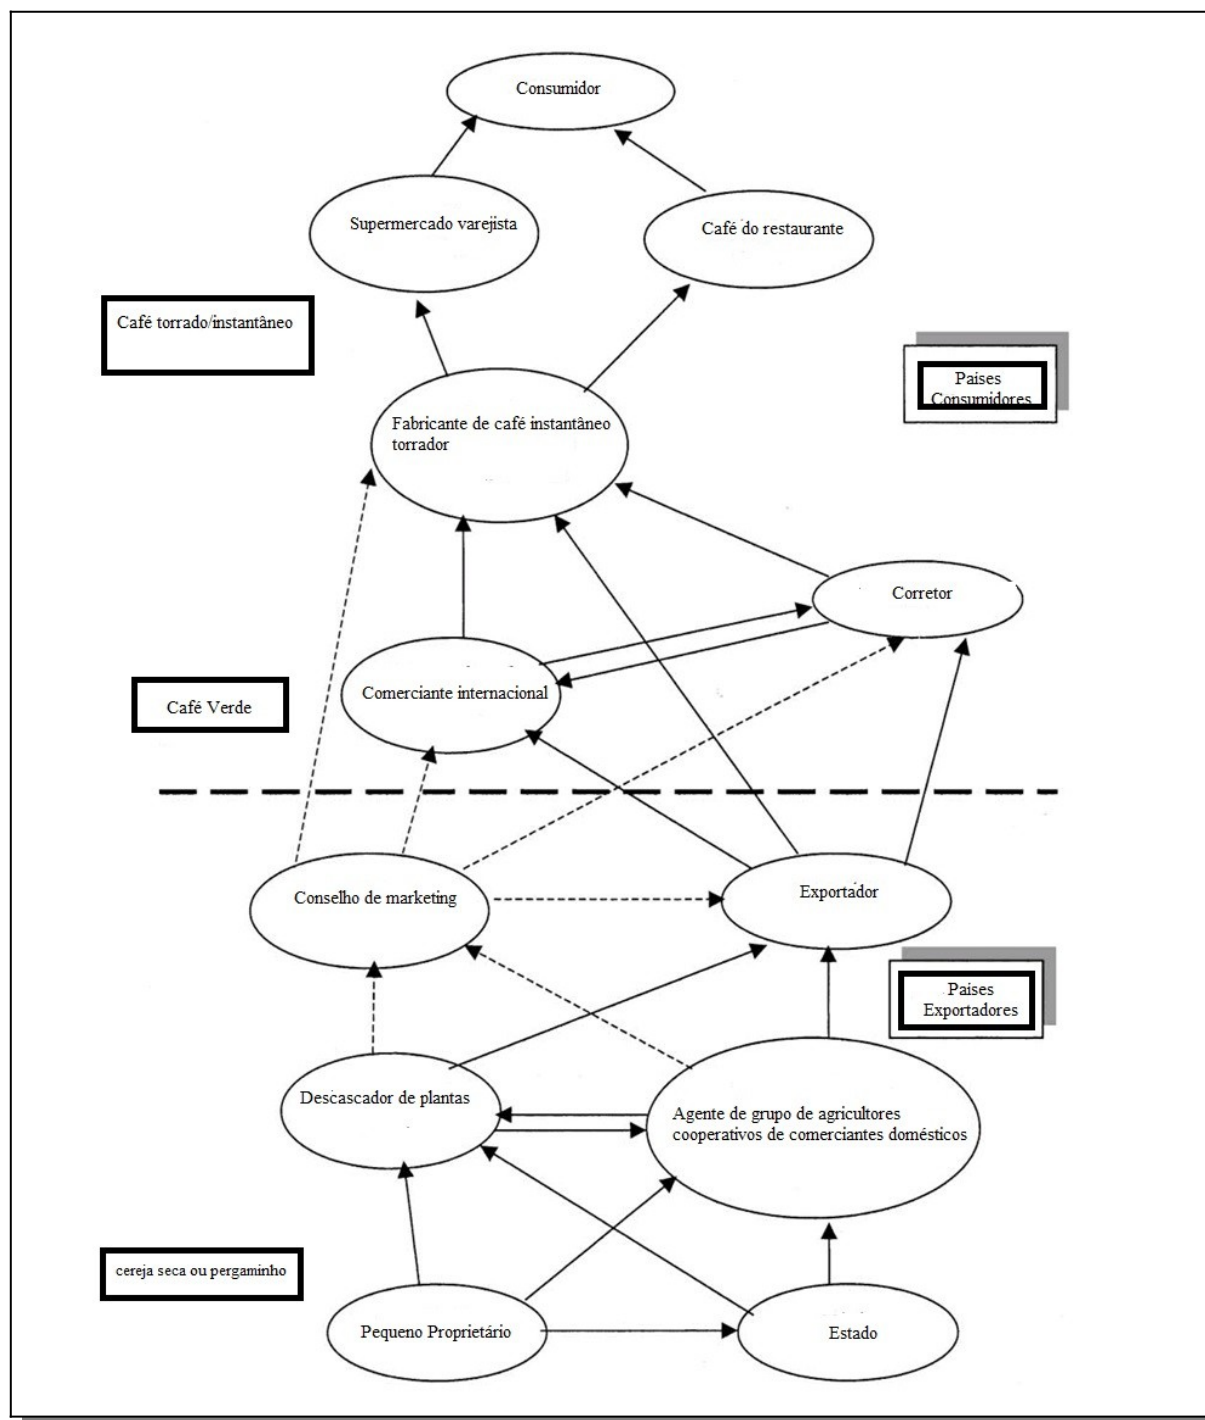 Consumidor
Supermercado varejista
Café do restaurante
Café torrado/instantâneo
Paises
Consumidores
Fabricante de café instantâneo
torrador
Corretor
Comerciante internacional
Café Verde
Conselho de marketing
Exportador
Paises
Exportadores
Descascador de plantas
Agente de grupo de agricultores
cooperativos de comerciantes domésticos
cereja seca ou pergaminho
Pequeno Proprietário
Estado